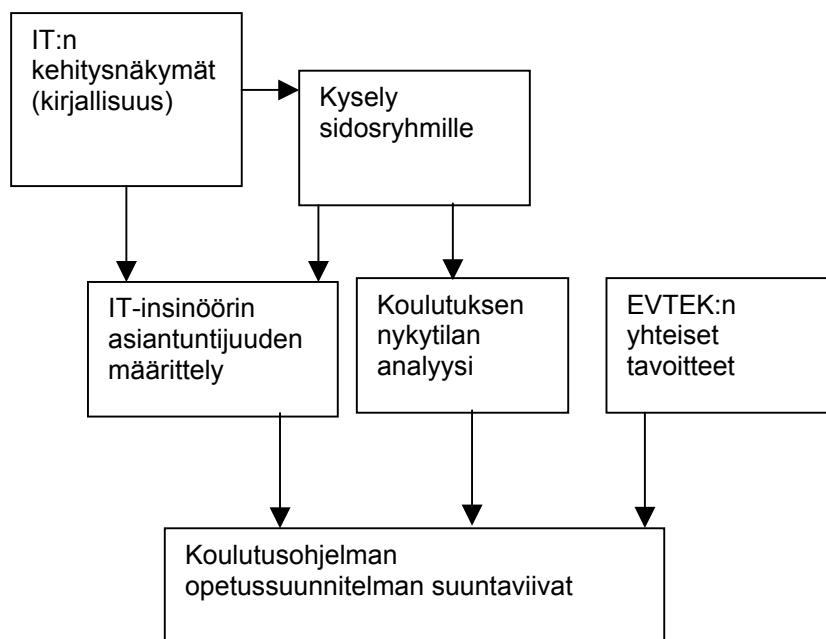 IT:n
kehitysnäkymät
(kirjallisuus)
Kysely
sidosryhmille
IT-insinöörin
asiantuntijuuden
määrittely
Koulutuksen
nykytilan
analyysi
EVTEK:n
yhteiset
tavoitteet
Koulutusohjelman
opetussuunnitelman suuntaviivat